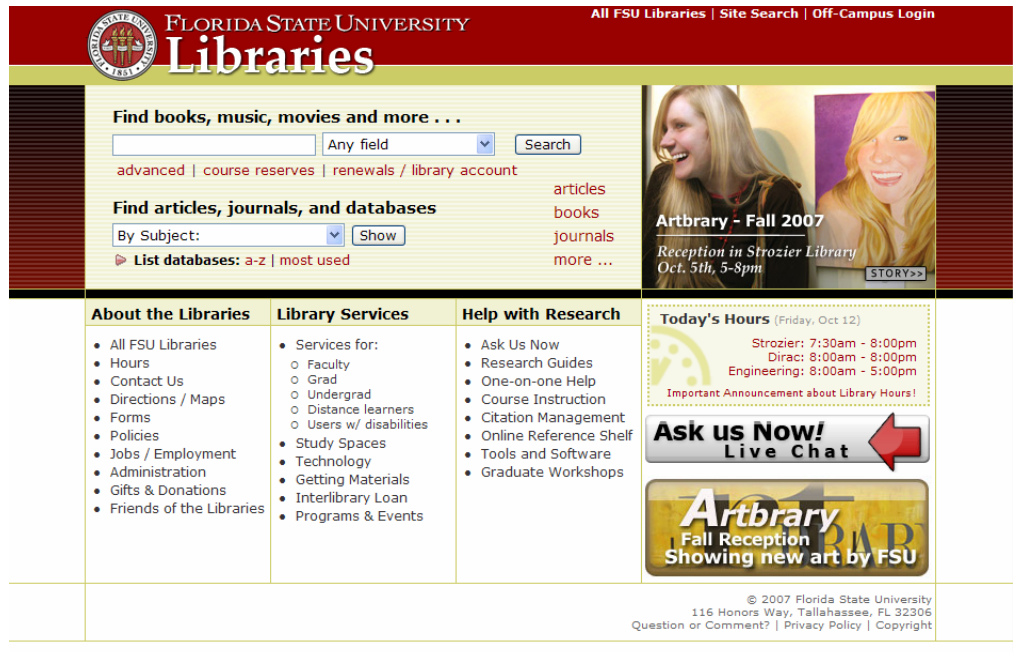 All FSU Libraries | Site Search | Off-Campus Login
FLORIDA STATE UNIVERSITY
Libraries
1851
Find books, music, movies and more . . .
Any field
Search
advanced | course reserves | renewals / library account
Find articles, journals, and databases
By Subject:
Show
List databases: a-z | most used
articles
books
journals
more ...
Artbrary - Fall 2007
Reception in Strozier Library
Oct. 5th, 5-8pm
STORY>>
About the Libraries
All FSU Libraries
Hours
Contact Us
Directions / Maps
Forms
Policies
Jobs / Employment
Administration
Gifts & Donations
Friends of the Libraries
Library Services
Services for:
Faculty
Grad
Undergrad
Distance learners
Users w/ disabilities
Study Spaces
Technology
Getting Materials
Interlibrary Loan
Programs & Events
Help with Research
Ask Us Now
Research Guides
One-on-one Help
Course Instruction
Citation Management
Online Reference Shelf
Tools and Software
Graduate Workshops
Today's Hours (Friday, Oct 12)
Strozier: 7:30am - 8:00pm
Dirac: 8:00am - 8:00pm
Engineering: 8:00am - 5:00pm
Important Announcement about Library Hours!
Ask us Now!
Live Chat
Artbrary
Fall Reception
Showing new art by FSU
© 2007 Florida State University
116 Honors Way, Tallahassee, FL 32306
Question or Comment? | Privacy Policy | Copyright